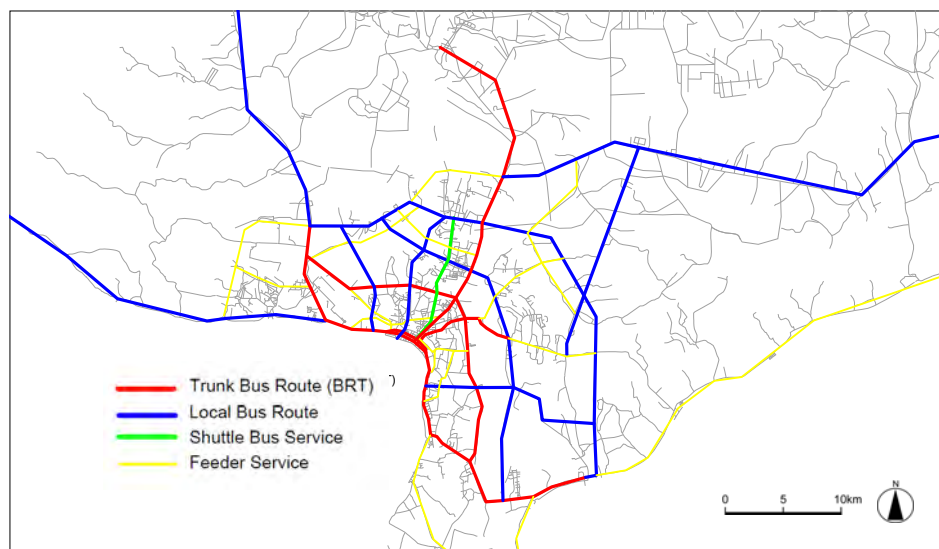 )
Trunk Bus Route (BRT)
Local Bus Route
Shuttle Bus Service
Feeder Service
0 5 10km
N